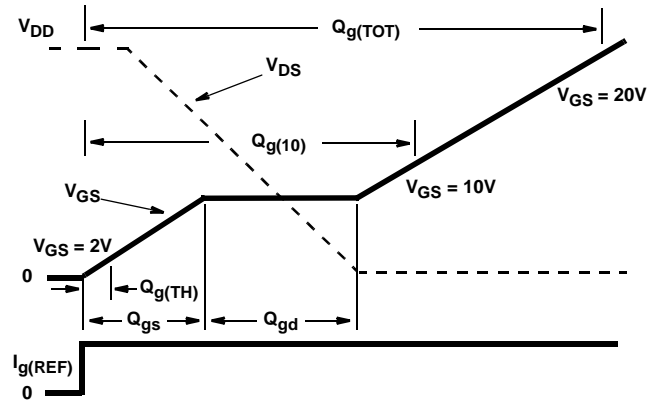 V_DD
Q_g(TOT)
V_DS
V_GS = 20V
Q_g(10)
V_GS
V_GS = 10V
V_GS = 2V
0
Q_g(TH)
Q_gs
Q_gd
I_g(REF)
0